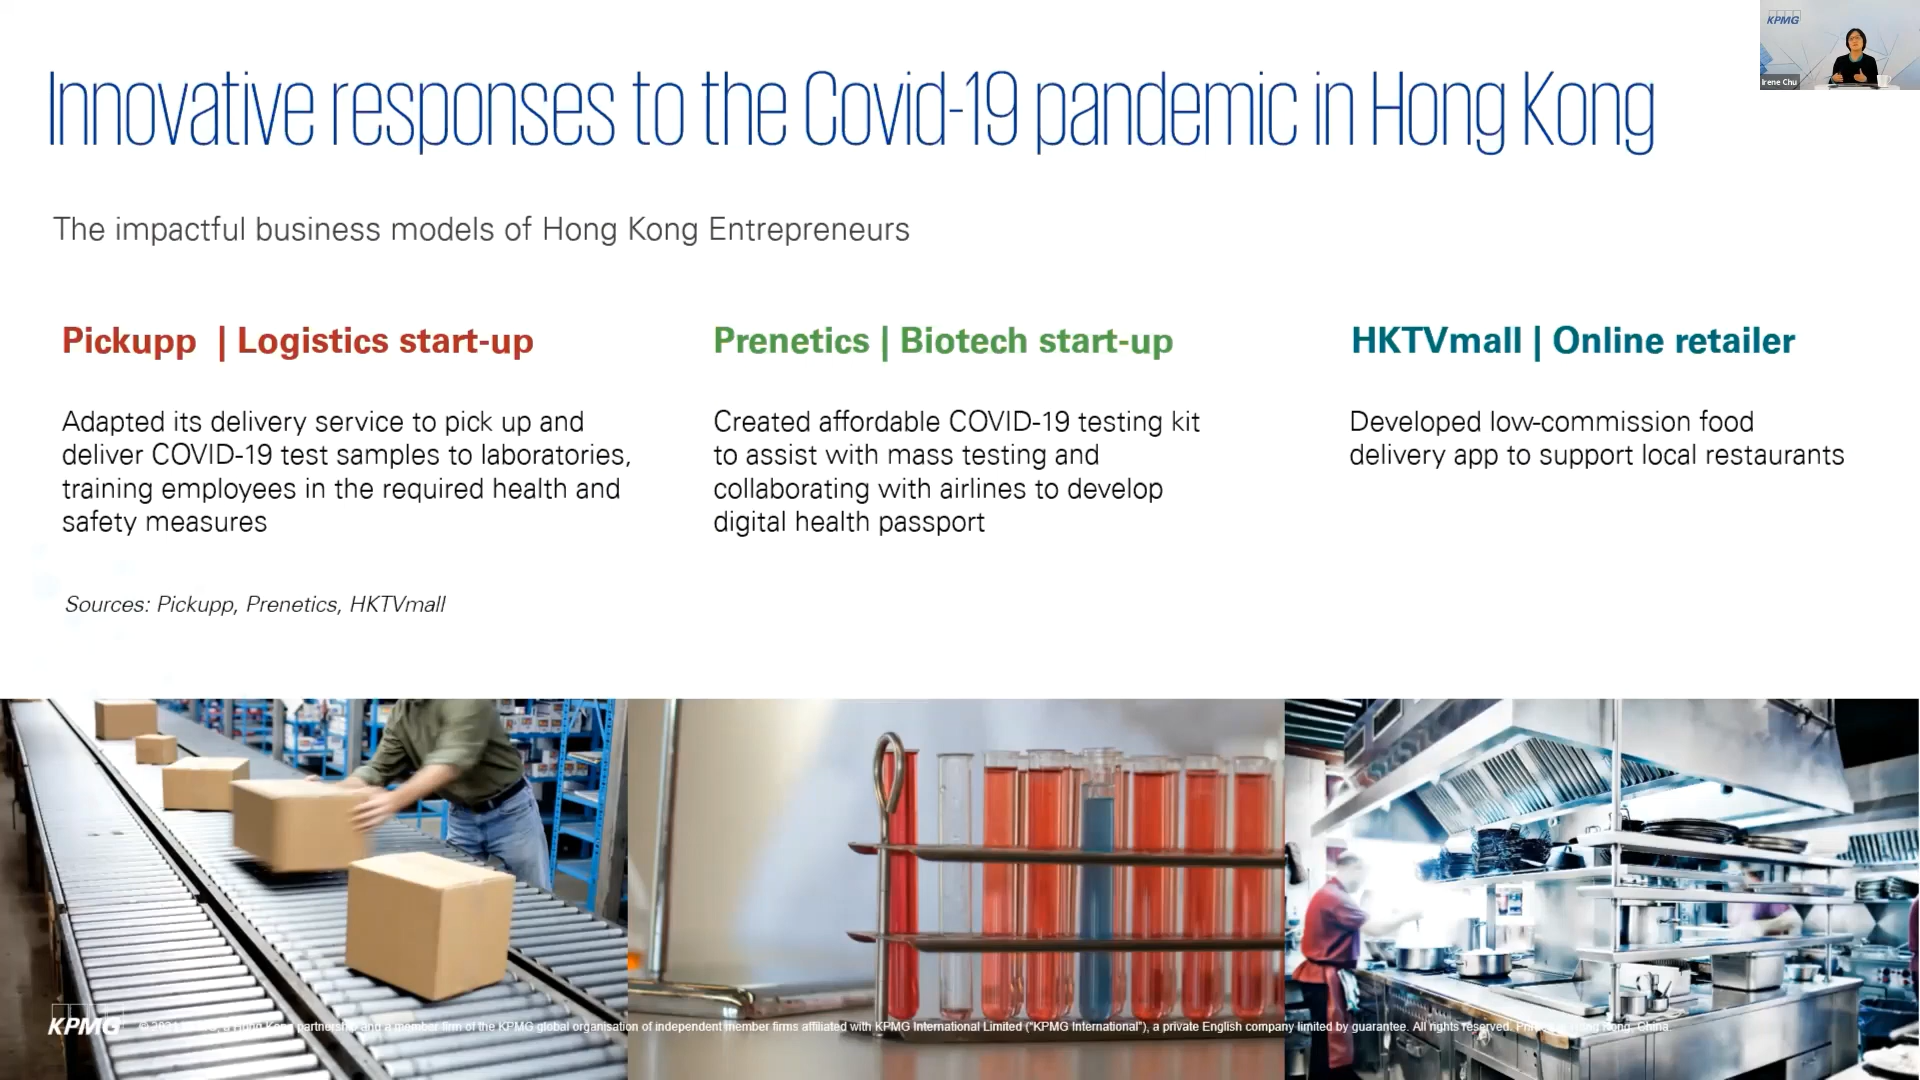 KPMG
Irene Chu
Innovative responses to the Covid-19 pandemic in Hong Kong
The impactful business models of Hong Kong Entrepreneurs
Pickupp | Logistics start-up
Adapted its delivery service to pick up and
deliver COVID-19 test samples to laboratories,
training employees in the required health and
safety measures
Prenetics | Biotech start-up
Created affordable COVID-19 testing kit
to assist with mass testing and
collaborating with airlines to develop
digital health passport
HKTVmall | Online retailer
Developed low-commission food
delivery app to support local restaurants
Sources: Pickupp, Prenetics, HKTVmall
KPMG
partnership and a member firm of the KPMG global organisation of independent member firms affiliated with KPMG International Limited ("KPMG International"), a private English company limited by guarantee. All rights reserved. Hong Kong, China.